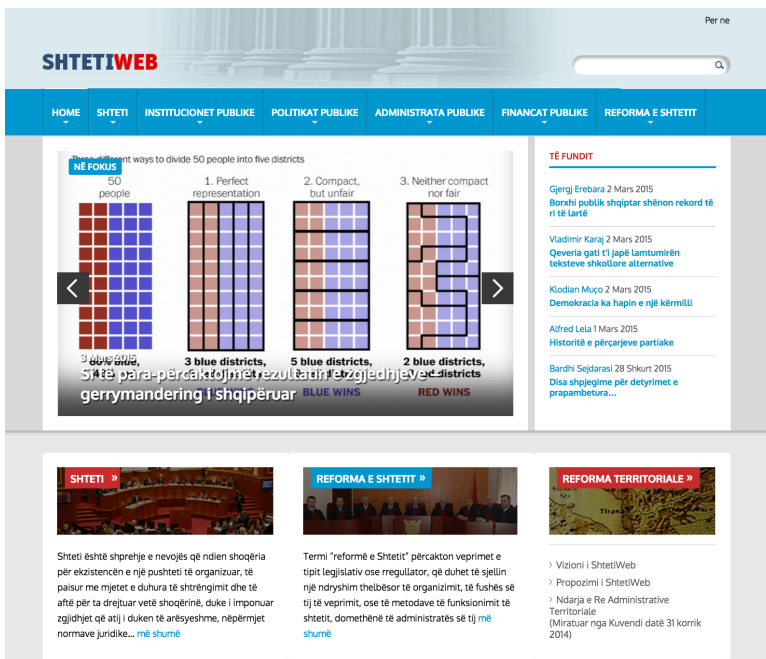 Per ne
SHTETIWEB
HOME
SHTETI
INSTITUCIONET PUBLIKE
POLITIKAT PUBLIKE
ADMINISTRATA PUBLIKE
FINANCAT PUBLIKE
REFORMA E SHTETIT
different ways to divide 50 people into five districts
NË FOKUS
50
people
1. Perfect
representation
2. Compact,
but unfair
3. Neither compact
nor fair
3 blue districts,
5 blue districts,
2 blue districts,
BLUE WINS
RED WINS
3 Mars 2015
Si të para-përcaktojmë rezultatin e zgjedhjeve –
gerrymandering i shqipëruar
TË FUNDIT
Gjergj Erebara 2 Mars 2015
Borxhi publik shqiptar shënon rekord të
ri të lartë
Vladimir Karaj 2 Mars 2015
Qeveria gati t’i japë lamtumirën
teksteve shkollore alternative
Klodian Muço 2 Mars 2015
Demokracia ka hapin e një kërmilli
Alfred Lela 1 Mars 2015
Historitë e përçarjeve partiake
Bardhi Sejdarasi 28 Shkurt 2015
Disa shpjegime për detyrimet e
prapambetura…
SHTETI »
Shteti është shprehje e nevojës që ndien shoqëria
për ekzistencën e një pushteti të organizuar, të
paisur me mjetet e duhura të shtrëngimit dhe të
aftë për ta drejtuar vetë shoqërinë, duke i imponuar
zgjidhjet që atij i duken të arësyeshme, nëpërmjet
normave juridike... më shumë
REFORMA E SHTETIT »
Termi “reformë e Shtetit” përcakton veprimet e
tipit legjislativ ose rregullator, që duhet të sjellin
një ndryshim thelbësor të organizimit, të fushës së
tij të veprimit, ose të metodave të funksionimit të
shtetit, domethënë të administratës së tij më
shumë
REFORMA TERRITORIALE »
Tirane
Vizioni i ShtetiWeb
Propozimi i ShtetiWeb
Ndarja e Re Administrative
Territoriale
(Miratuar nga Kuvendi datë 31 korrik
2014)